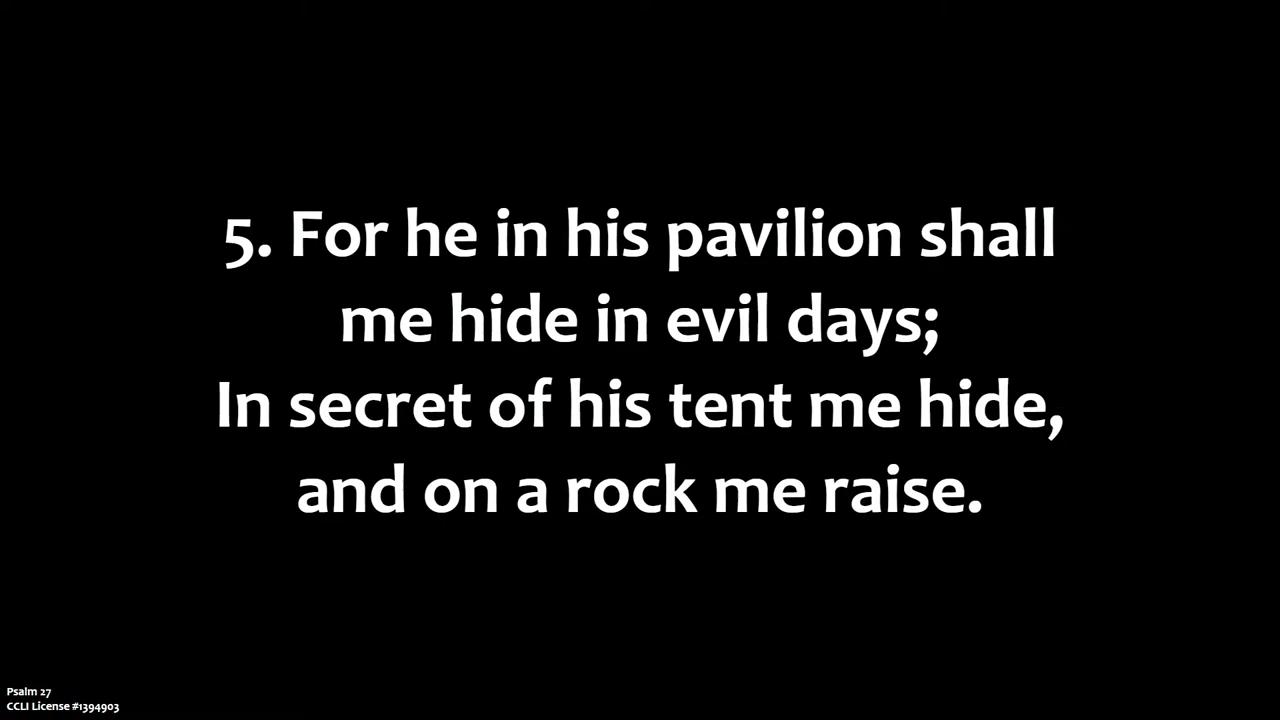 5. For he in his pavilion shall
me hide in evil days;
In secret of his tent me hide,
and on a rock me raise.
Psalm 27
CCLI License #1394903